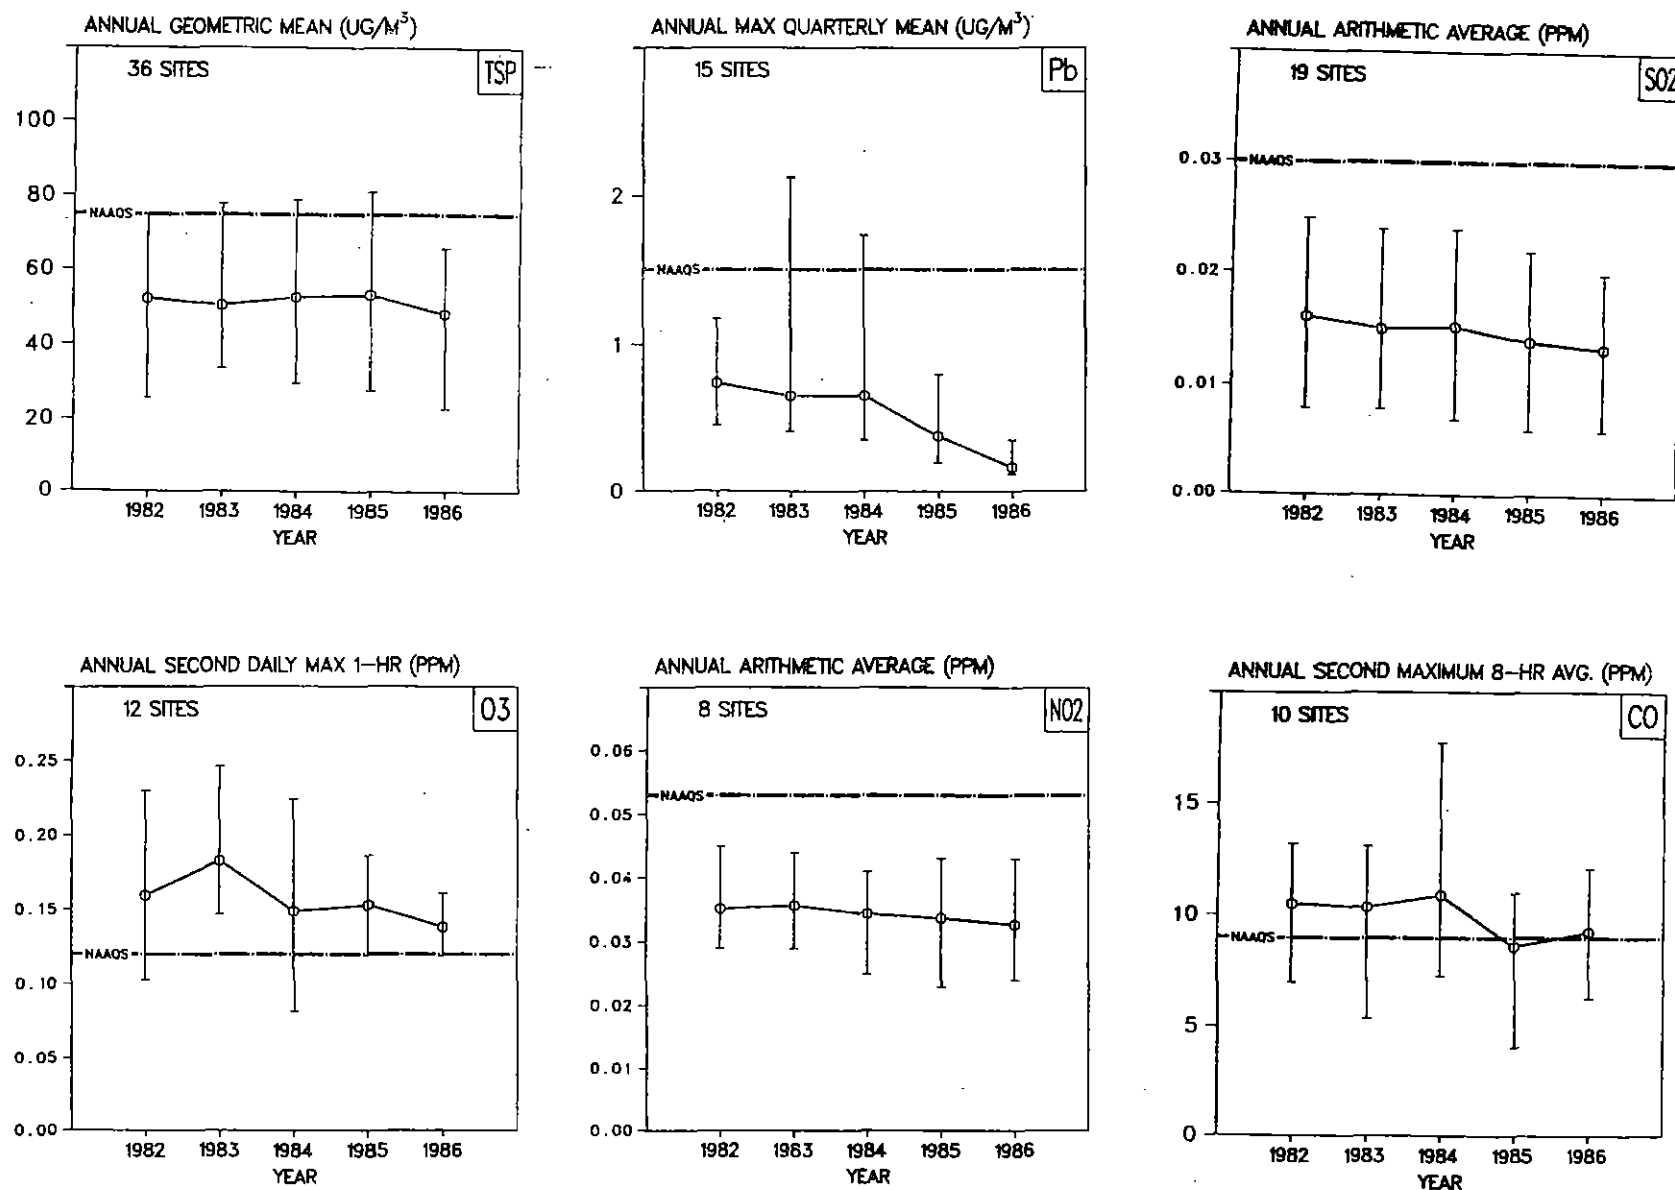 ANNUAL GEOMETRIC MEAN (UG/M³)
36 SITES
TSP
100
80
NAAQS
60
40
20
0
1982 1983 1984 1985 1986
YEAR
ANNUAL MAX QUARTERLY MEAN (UG/M³)
15 SITES
Pb
2
NAAQS
1
0
1982 1983 1984 1985 1986
YEAR
ANNUAL ARITHMETIC AVERAGE (PPM)
19 SITES
SO2
0.03
NAAQS
0.02
0.01
0.00
1982 1983 1984 1985 1986
YEAR
ANNUAL SECOND DAILY MAX 1-HR (PPM)
12 SITES
O3
0.25
0.20
0.15
NAAQS
0.10
0.05
0.00
1982 1983 1984 1985 1986
YEAR
ANNUAL ARITHMETIC AVERAGE (PPM)
8 SITES
NO2
0.06
NAAQS
0.05
0.04
0.03
0.02
0.01
0.00
1982 1983 1984 1985 1986
YEAR
ANNUAL SECOND MAXIMUM 8-HR AVG. (PPM)
10 SITES
CO
15
10
NAAQS
5
0
1982 1983 1984 1985 1986
YEAR